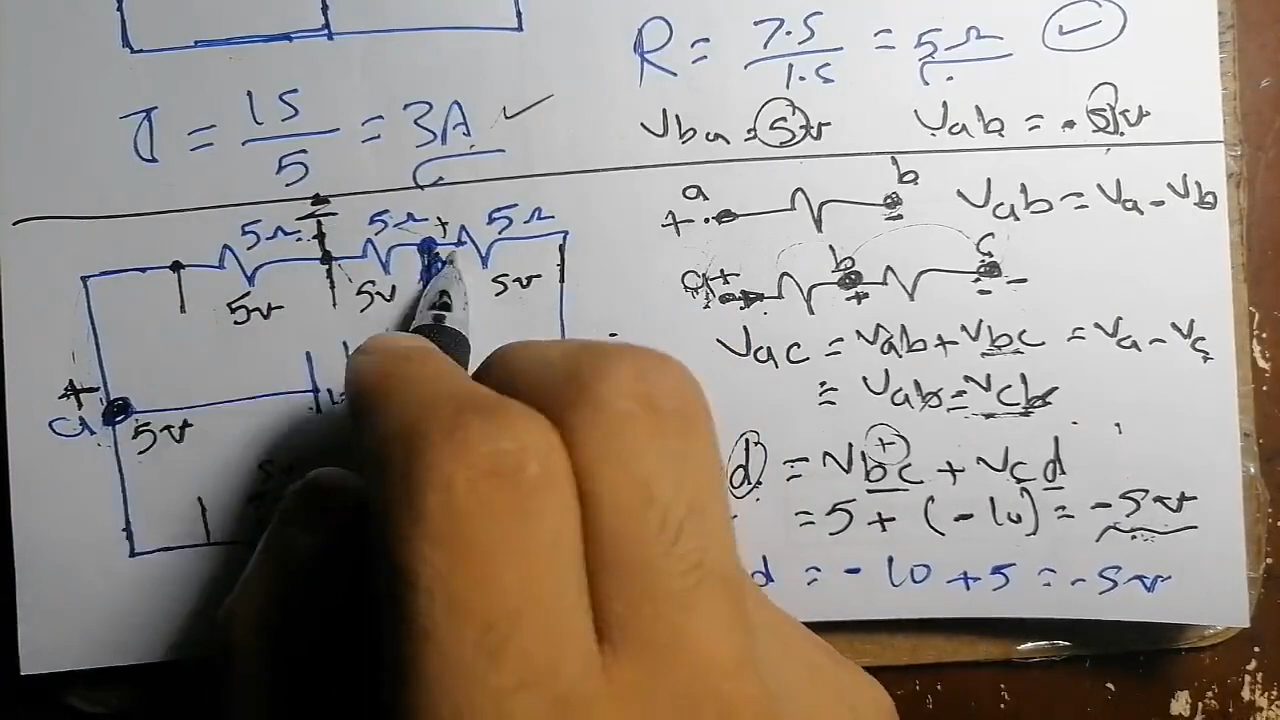 R = 7.5 / 1.5 = 5Ω
I = 15 / 5 = 3A ✓
Vba = 5v Vab = -5v
a b
+ -
Vab = Va - Vb
5Ω 5Ω + 5Ω
5v 5v 5v
a + b c
+ - -
Vac = Vab + Vbc = Va - Vc
= Vab - Vcb
+
a 5v
d = Vbc + Vcd
+
= 5 + (-10) = -5v
d = -10 + 5 = -5v